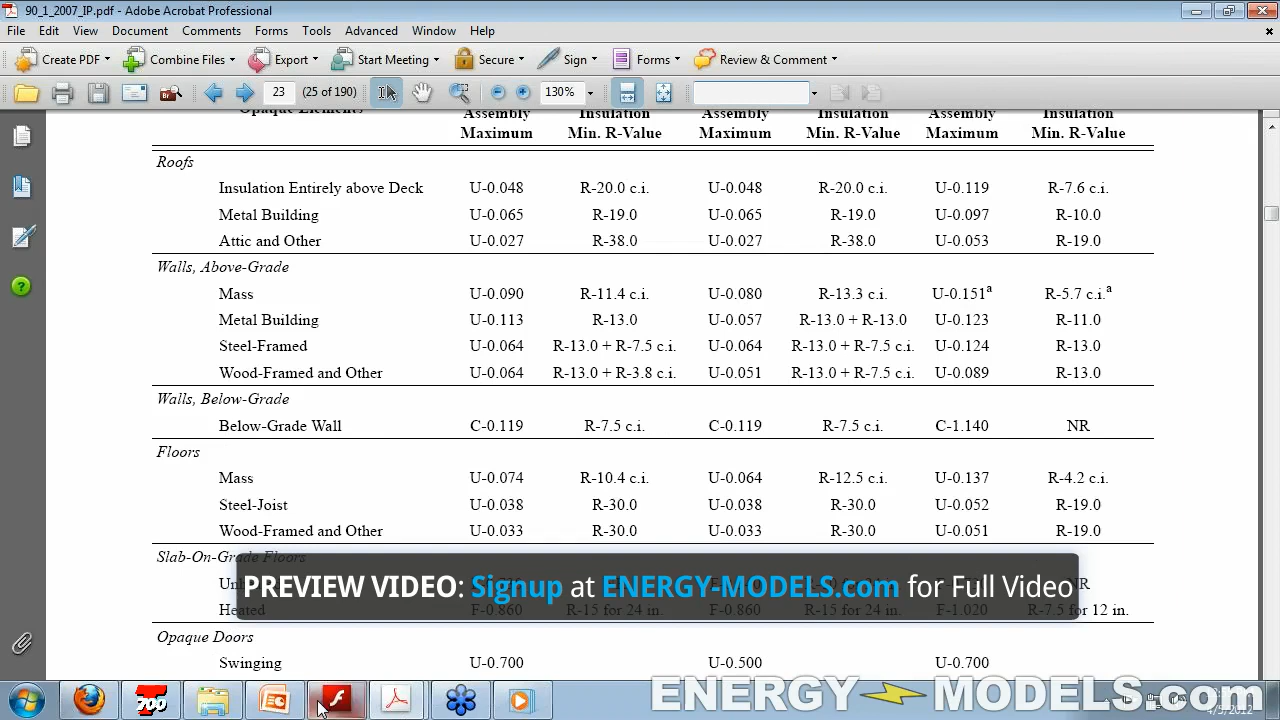 90_1_2007_IP.pdf - Adobe Acrobat Professional
File Edit View Document Comments Forms Tools Advanced Window Help
Create PDF Combine Files Export Start Meeting Secure Sign Forms Review & Comment
23 (25 of 190) 130%
Opaque Elements Assembly Insulation Assembly Insulation Assembly Insulation
Maximum Min. R-Value Maximum Min. R-Value Maximum Min. R-Value
Roofs
Insulation Entirely above Deck U-0.048 R-20.0 c.i. U-0.048 R-20.0 c.i. U-0.119 R-7.6 c.i.
Metal Building U-0.065 R-19.0 U-0.065 R-19.0 U-0.097 R-10.0
Attic and Other U-0.027 R-38.0 U-0.027 R-38.0 U-0.053 R-19.0
Walls, Above-Grade
Mass U-0.090 R-11.4 c.i. U-0.080 R-13.3 c.i. U-0.151a R-5.7 c.i.a
Metal Building U-0.113 R-13.0 U-0.057 R-13.0 + R-13.0 U-0.123 R-11.0
Steel-Framed U-0.064 R-13.0 + R-7.5 c.i. U-0.064 R-13.0 + R-7.5 c.i. U-0.124 R-13.0
Wood-Framed and Other U-0.064 R-13.0 + R-3.8 c.i. U-0.051 R-13.0 + R-7.5 c.i. U-0.089 R-13.0
Walls, Below-Grade
Below-Grade Wall C-0.119 R-7.5 c.i. C-0.119 R-7.5 c.i. C-1.140 NR
Floors
Mass U-0.074 R-10.4 c.i. U-0.064 R-12.5 c.i. U-0.137 R-4.2 c.i.
Steel-Joist U-0.038 R-30.0 U-0.038 R-30.0 U-0.052 R-19.0
Wood-Framed and Other U-0.033 R-30.0 U-0.033 R-30.0 U-0.051 R-19.0
Slab-On-Grade Floors
PREVIEW VIDEO: Signup at ENERGY-MODELS.com for Full Video
NR
Heated F-0.860 R-15 for 24 in. F-0.860 R-15 for 24 in. F-1.020 R-7.5 for 12 in.
Opaque Doors
Swinging U-0.700 U-0.500 U-0.700
700
ENERGY MODELS.com